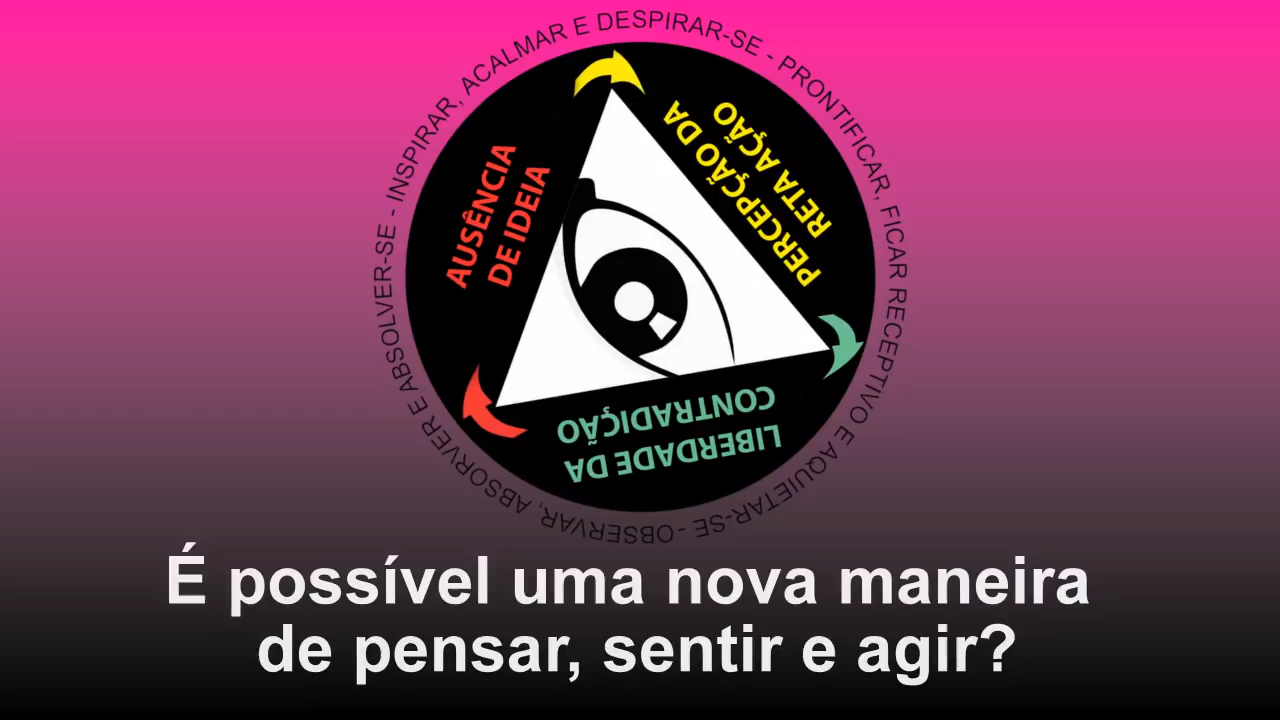 INSPIRAR, ACALMAR E DESPIRAR-SE - PRONTIFICAR, FICAR RECEPTIVO E AQUIETAR-SE - OBSERVAR, ABSORVER E ABSOLVER-SE -
AUSÊNCIA
DE IDEIA
PERCEPÇÃO DA
RETA AÇÃO
LIBERDADE DA
CONTRADIÇÃO
É possível uma nova maneira
de pensar, sentir e agir?